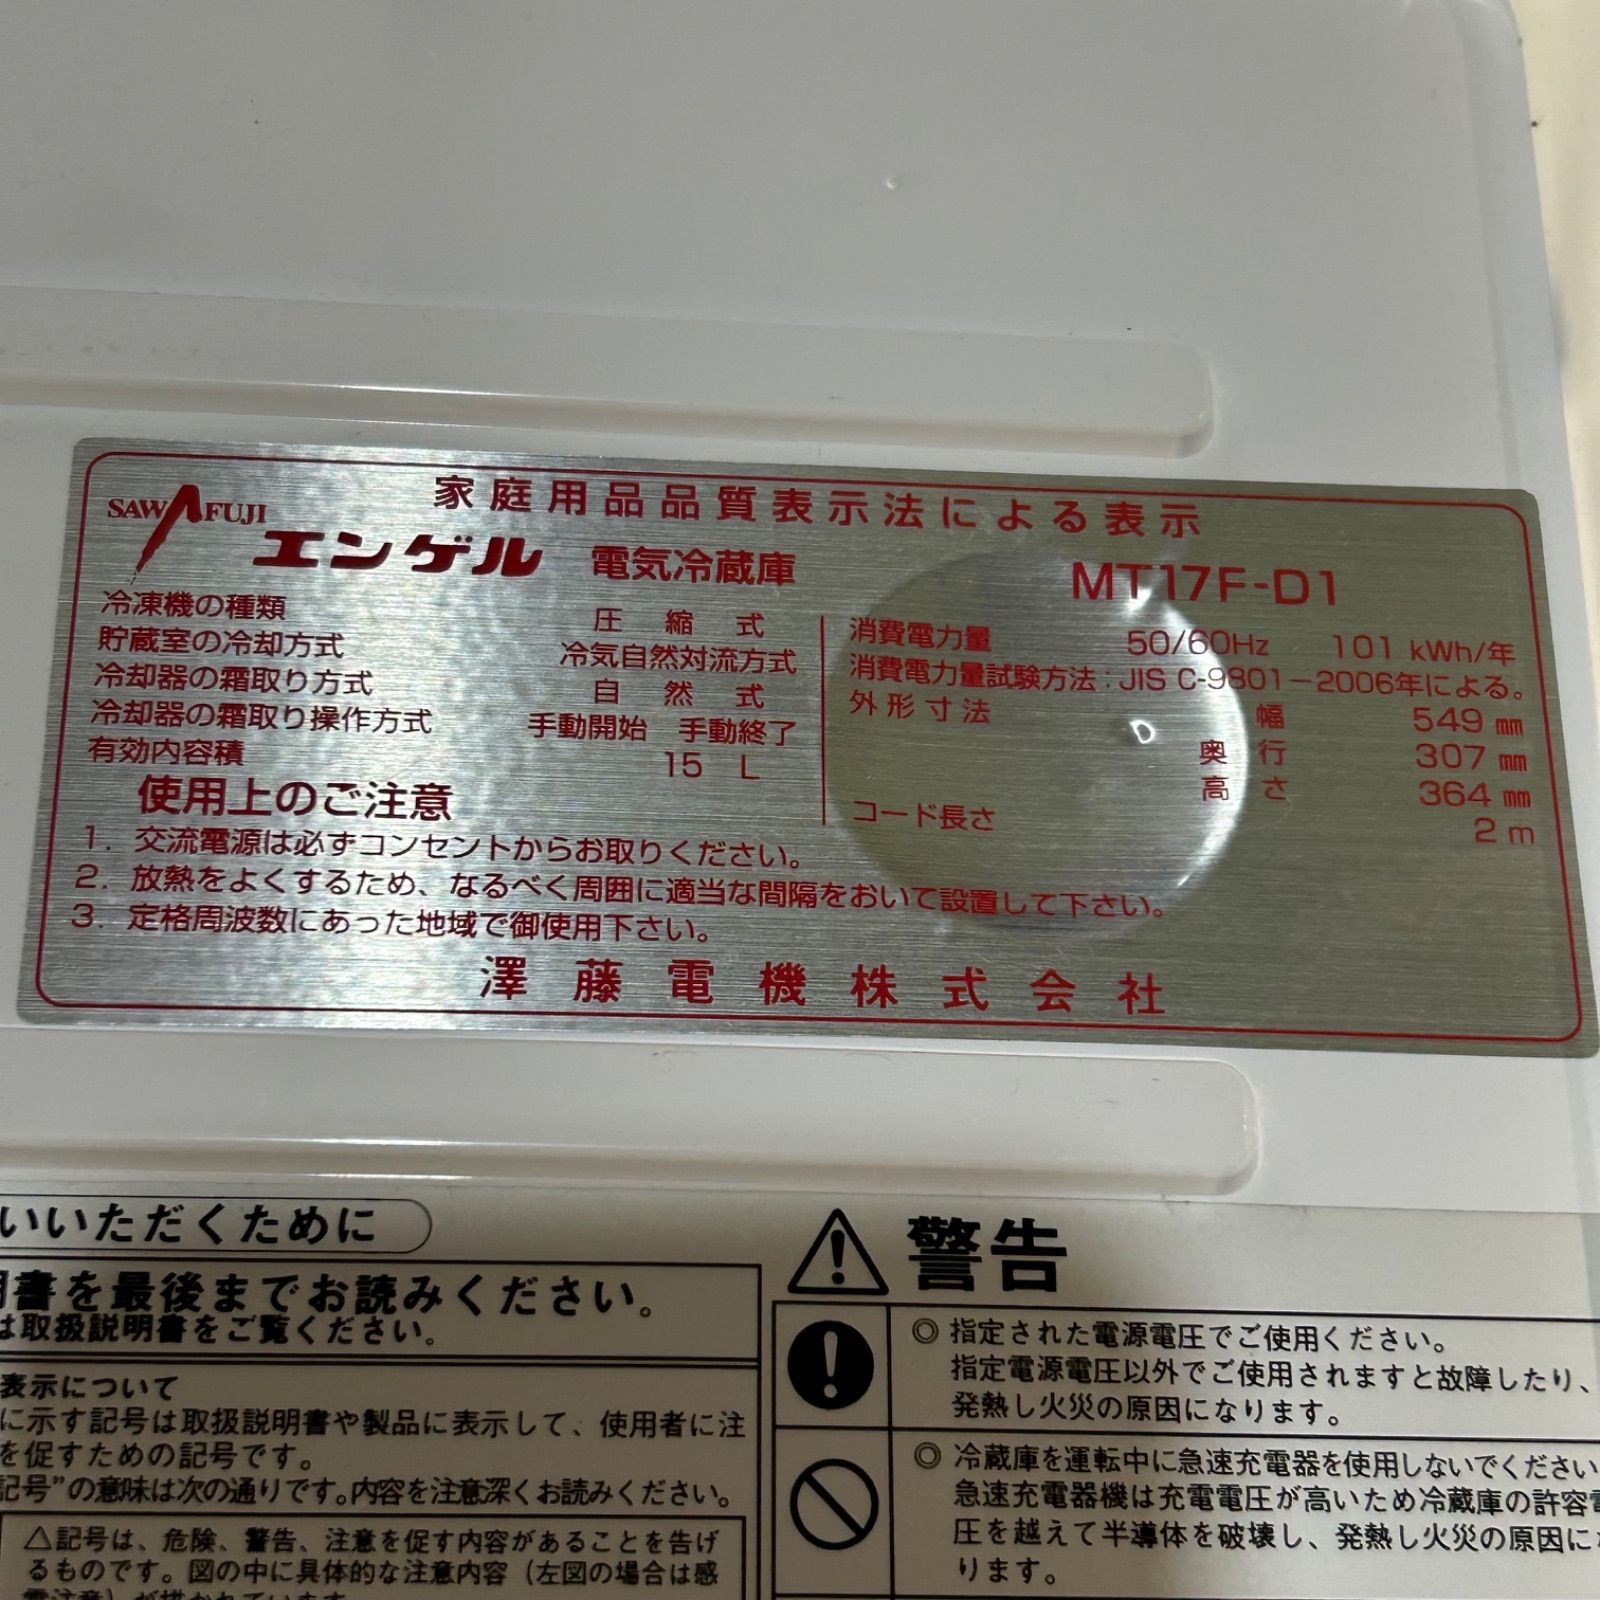 家庭用品品質表示法による表示
SAWAFUJI
エンゲル 電気冷蔵庫 MT17F-D1
冷凍機の種類 圧縮式
貯蔵室の冷却方式 冷気自然対流方式
冷却器の霜取り方式 自然式
冷却器の霜取り操作方式 手動開始 手動終了
有効内容積 15 L
消費電力量 50/60Hz 101 kWh/年
消費電力量試験方法:JIS C-9801-2006年による。
外形寸法 幅 549 ㎜
奥行 307 ㎜
高さ 364 ㎜
コード長さ 2 m
使用上のご注意
1. 交流電源は必ずコンセントからお取りください。
2. 放熱をよくするため、なるべく周囲に適当な間隔をおいて設置して下さい。
3. 定格周波数にあった地域で御使用下さい。
澤藤電機株式会社
いいただくために
書を最後までお読みください。
は取扱説明書をご覧ください。
表示について
に示す記号は取扱説明書や製品に表示して、使用者に注
を促すための記号です。
記号"の意味は次の通りです。内容を注意深くお読みください。
△記号は、危険、警告、注意を促す内容があることを告げ
るものです。図の中に具体的な注意内容(左図の場合は感
⚠ 警告
◎ 指定された電源電圧でご使用ください。
指定電源電圧以外でご使用されますと故障したり、
発熱し火災の原因になります。
◎ 冷蔵庫を運転中に急速充電器を使用しないでください
急速充電器機は充電電圧が高いため冷蔵庫の許容
圧を越えて半導体を破壊し、発熱し火災の原因に
ります。